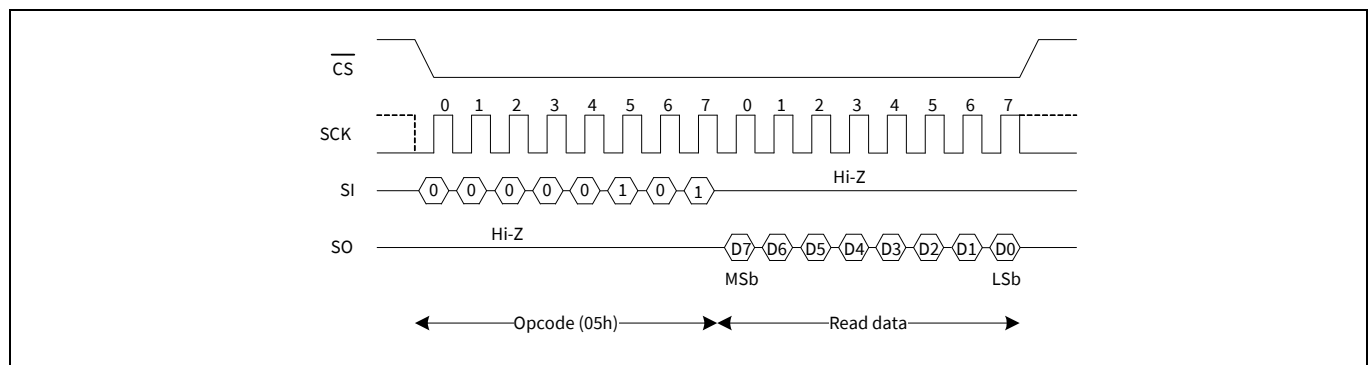 CS
0 1 2 3 4 5 6 7 0 1 2 3 4 5 6 7
SCK
Hi-Z
SI 0 0 0 0 0 1 0 1
Hi-Z
SO D7 D6 D5 D4 D3 D2 D1 D0
MSb LSb
Opcode (05h) Read data